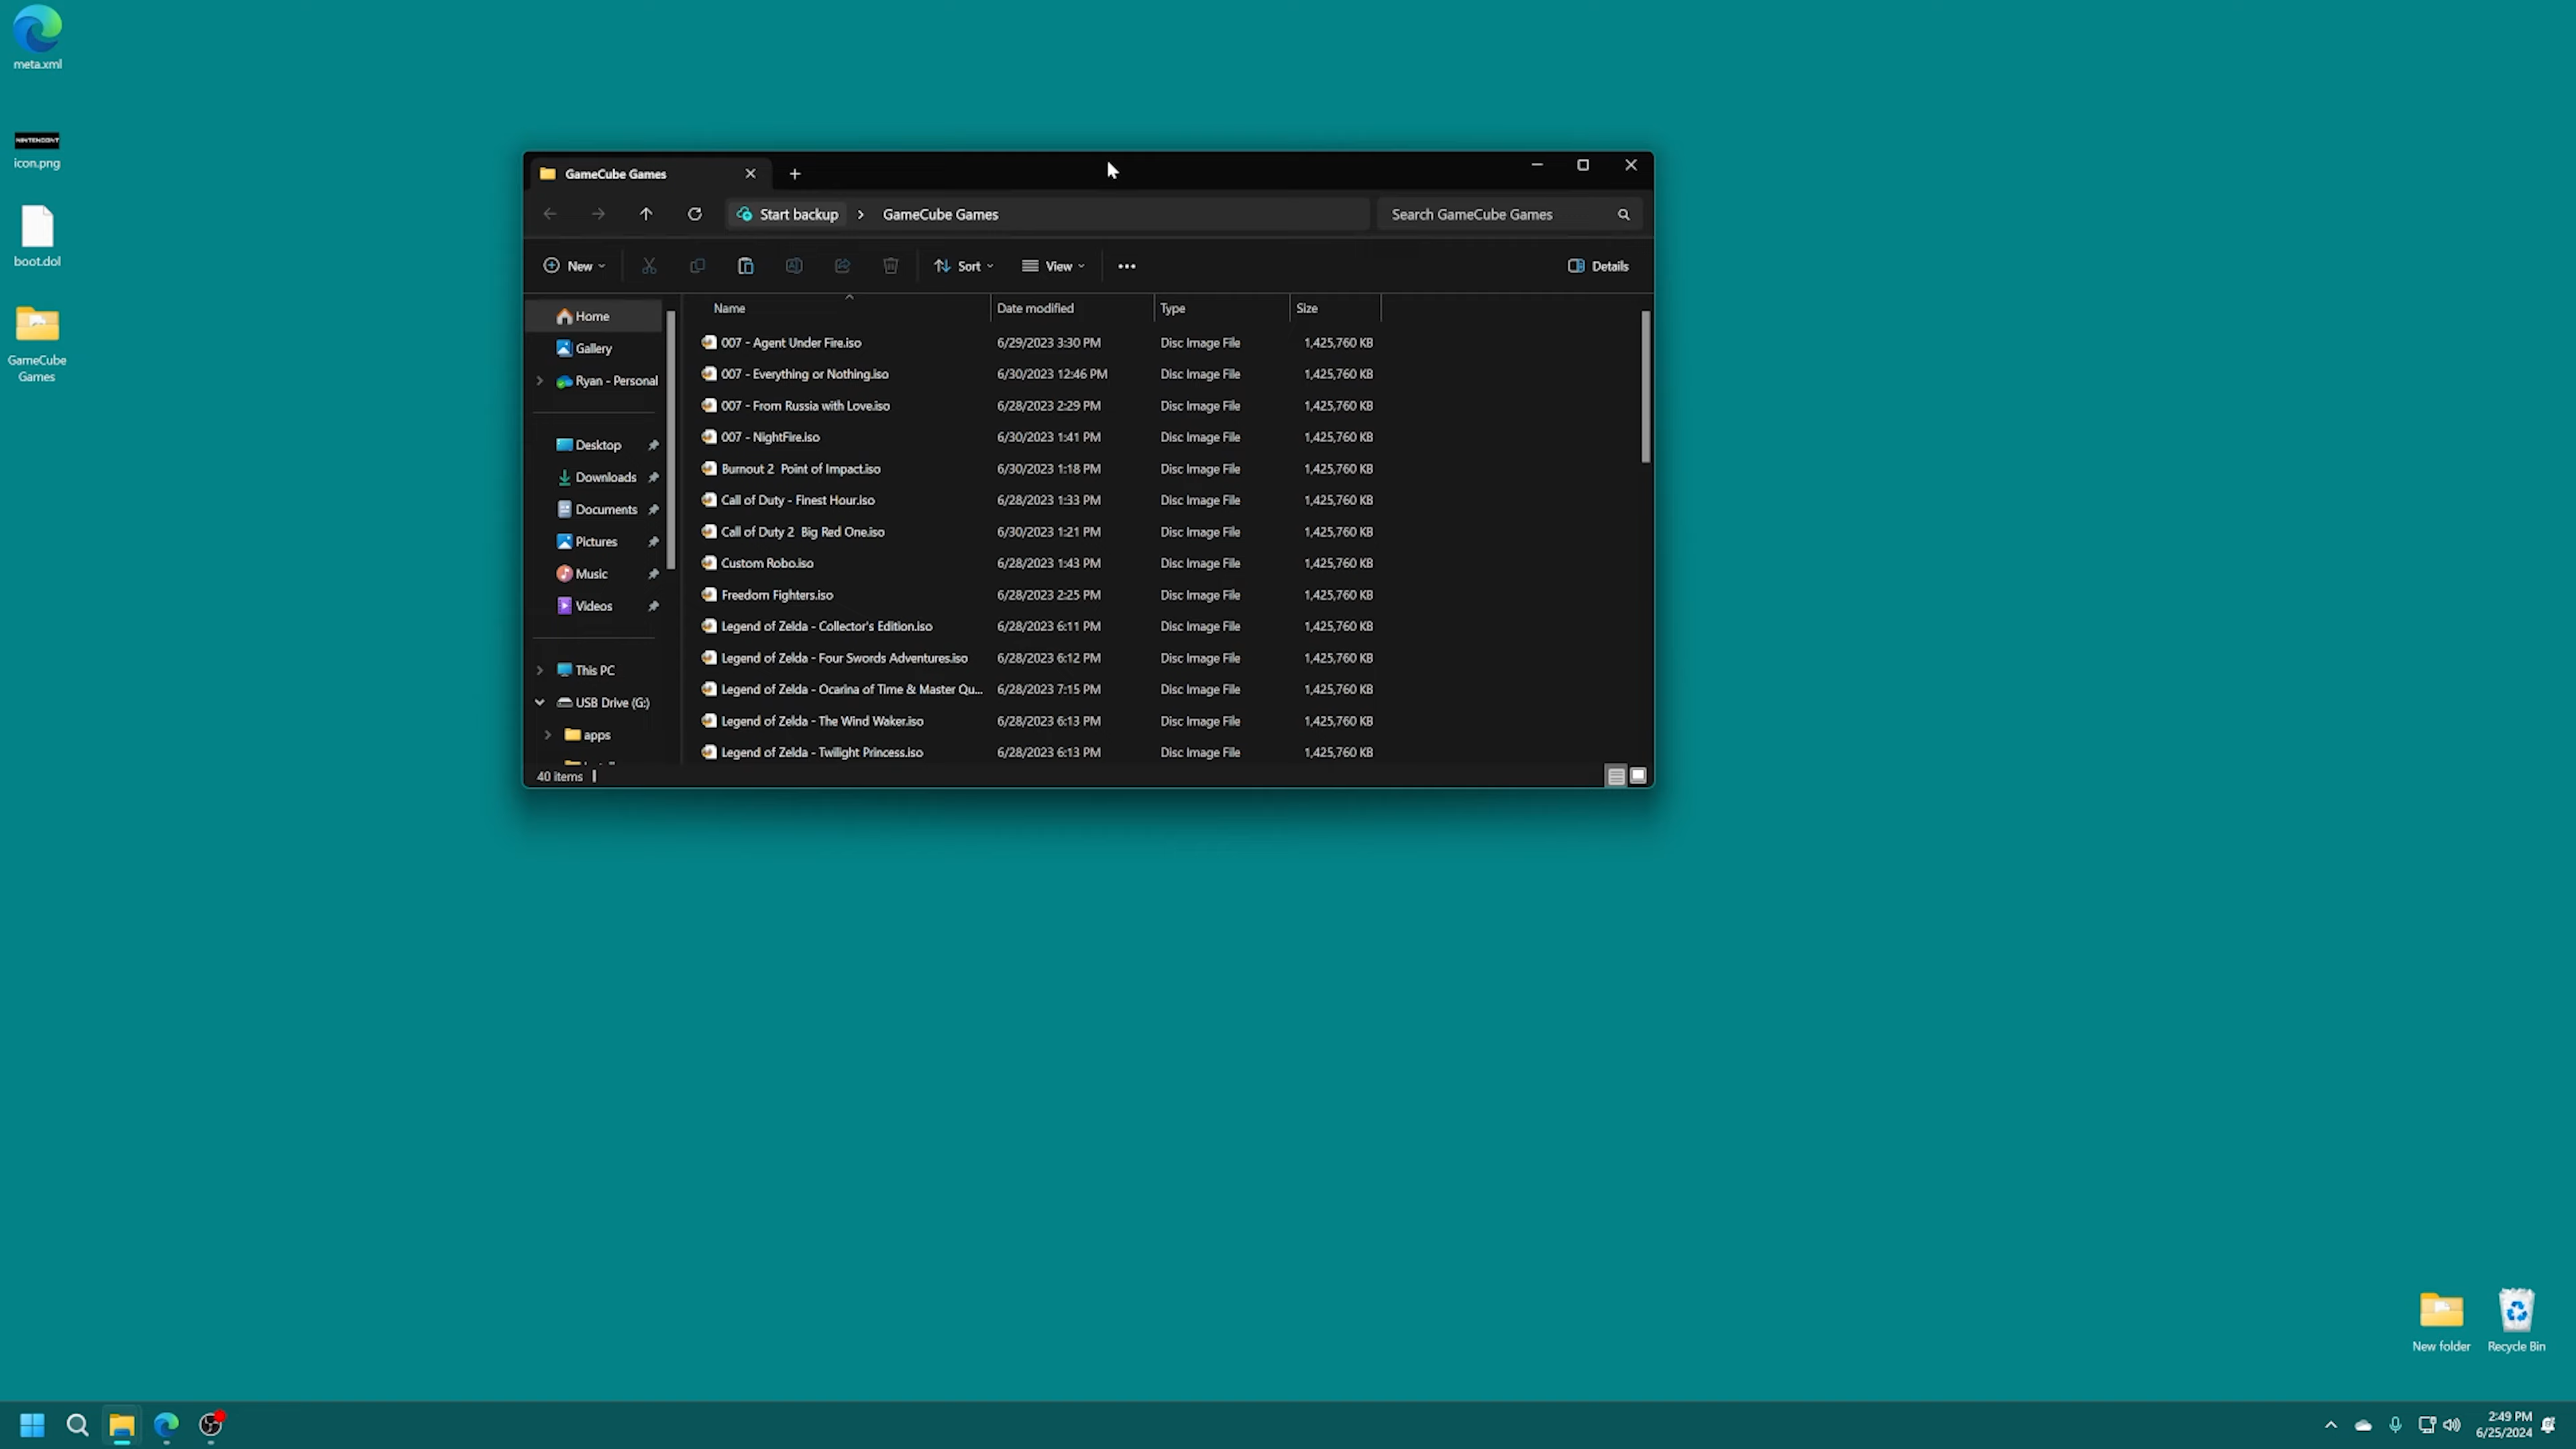 meta.xml
NINTENDONT
icon.png
boot.dol
GameCube
Games
GameCube Games
Start backup > GameCube Games
Search GameCube Games
New
Sort
View
Details
Name Date modified Type Size
Home
Gallery
Ryan - Personal
Desktop
Downloads
Documents
Pictures
Music
Videos
This PC
USB Drive (G:)
apps
007 - Agent Under Fire.iso 6/29/2023 3:30 PM Disc Image File 1,425,760 KB
007 - Everything or Nothing.iso 6/30/2023 12:46 PM Disc Image File 1,425,760 KB
007 - From Russia with Love.iso 6/28/2023 2:29 PM Disc Image File 1,425,760 KB
007 - NightFire.iso 6/30/2023 1:41 PM Disc Image File 1,425,760 KB
Burnout 2  Point of Impact.iso 6/30/2023 1:18 PM Disc Image File 1,425,760 KB
Call of Duty - Finest Hour.iso 6/28/2023 1:33 PM Disc Image File 1,425,760 KB
Call of Duty 2  Big Red One.iso 6/30/2023 1:21 PM Disc Image File 1,425,760 KB
Custom Robo.iso 6/28/2023 1:43 PM Disc Image File 1,425,760 KB
Freedom Fighters.iso 6/28/2023 2:25 PM Disc Image File 1,425,760 KB
Legend of Zelda - Collector's Edition.iso 6/28/2023 6:11 PM Disc Image File 1,425,760 KB
Legend of Zelda - Four Swords Adventures.iso 6/28/2023 6:12 PM Disc Image File 1,425,760 KB
Legend of Zelda - Ocarina of Time & Master Qu... 6/28/2023 7:15 PM Disc Image File 1,425,760 KB
Legend of Zelda - The Wind Waker.iso 6/28/2023 6:13 PM Disc Image File 1,425,760 KB
Legend of Zelda - Twilight Princess.iso 6/28/2023 6:13 PM Disc Image File 1,425,760 KB
40 items
New folder
Recycle Bin
2:49 PM
6/25/2024